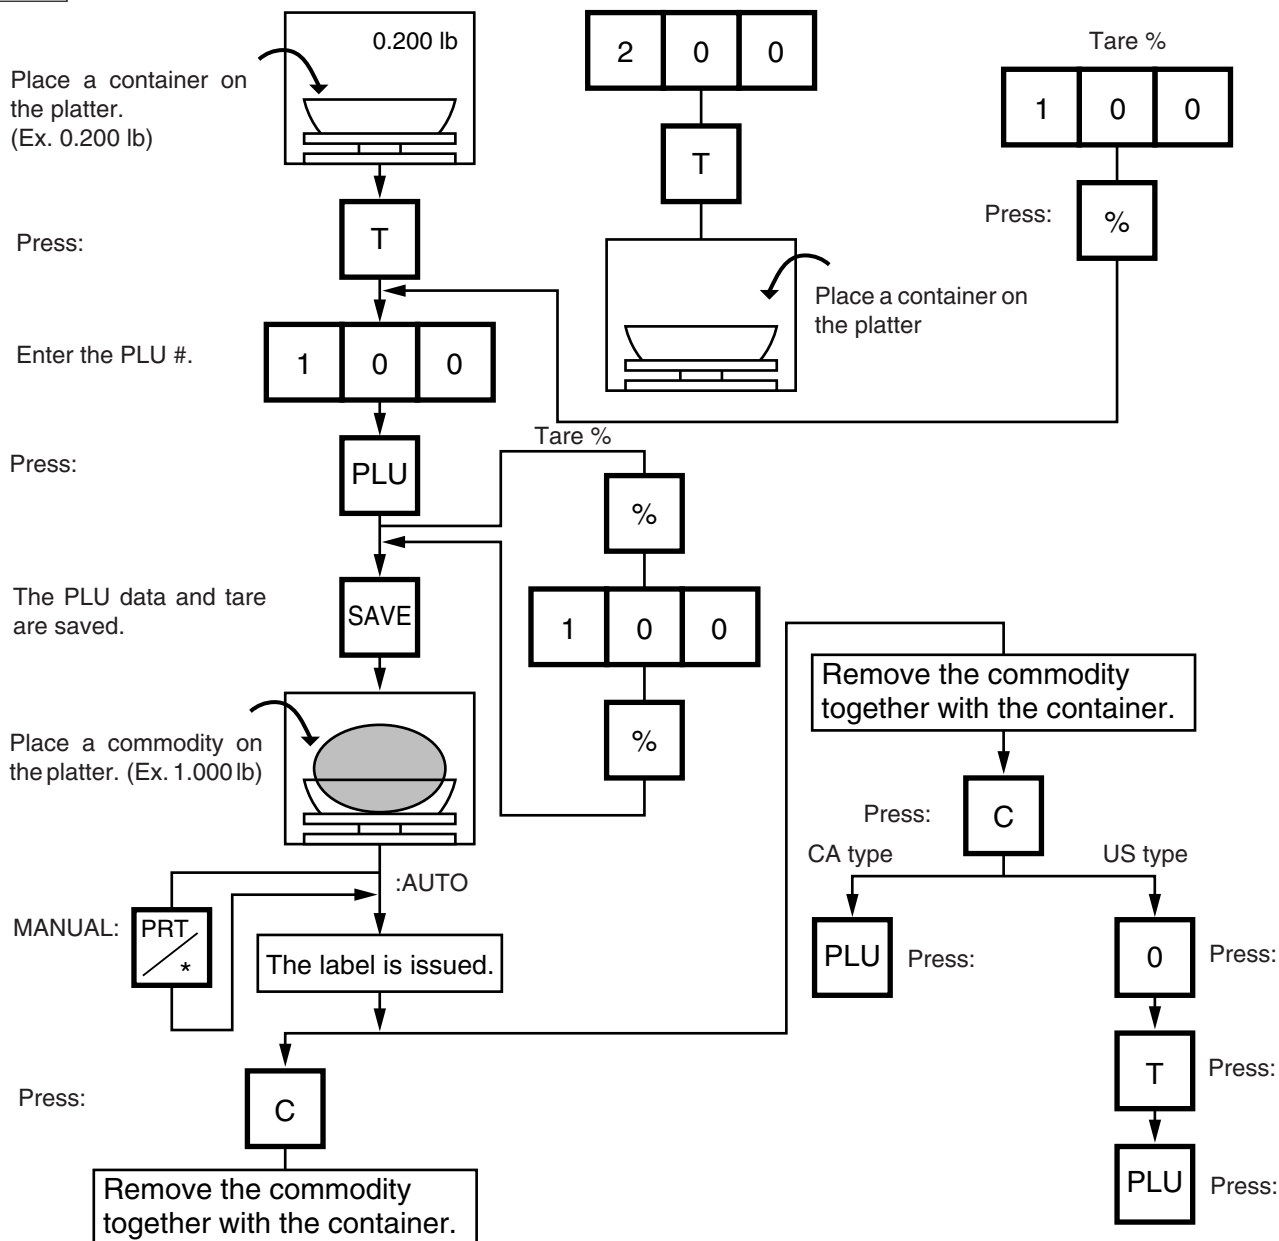 0.200 lb
Place a container on
the platter.
(Ex. 0.200 lb)
Press:
T
Enter the PLU #.
1 0 0
Press:
PLU
The PLU data and tare
are saved.
SAVE
Place a commodity on
the platter. (Ex. 1.000 lb)
:AUTO
MANUAL:
PRT
*
The label is issued.
Press:
C
Remove the commodity
together with the container.
2 0 0
T
Place a container on
the platter
Tare %
1 0 0
Press:
%
Tare %
%
1 0 0
%
Remove the commodity
together with the container.
Press:
C
CA type
US type
PLU
Press:
0
Press:
T
Press:
PLU
Press: